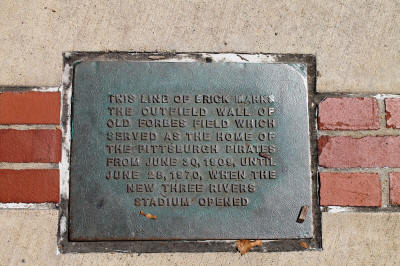 THIS LINE OF BRICK MARKS
THE OUTFIELD WALL OF
OLD FORBES FIELD WHICH
SERVED AS THE HOME OF
THE PITTSBURGH PIRATES
FROM JUNE 30, 1909, UNTIL
JUNE 28, 1970, WHEN THE
NEW THREE RIVERS
STADIUM OPENED